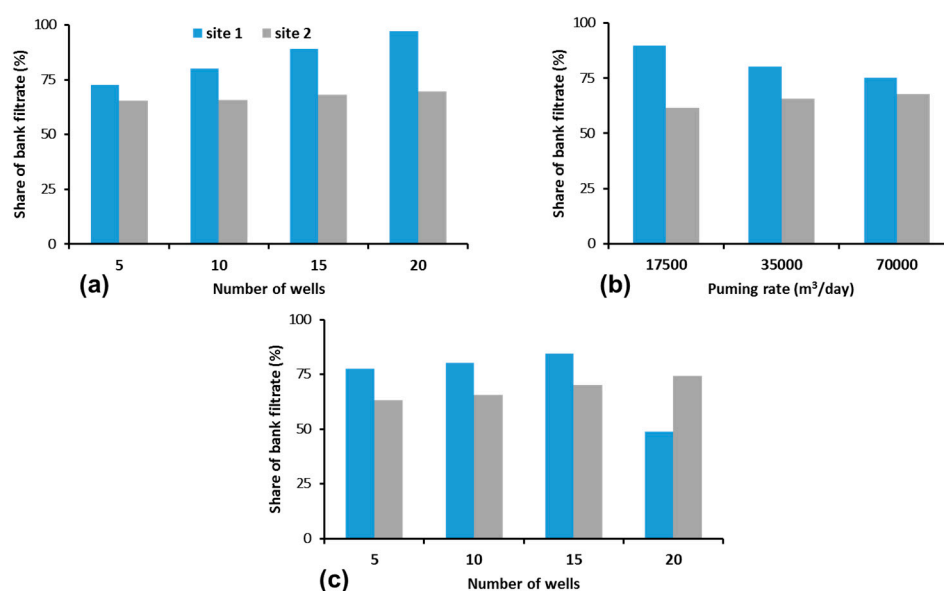 100
75
50
25
0
Share of bank filtrate (%)
site 1 site 2
5 10 15 20
Number of wells
(a)
100
75
50
25
0
Share of bank filtrate (%)
17500 35000 70000
Puming rate (m³/day)
(b)
100
75
50
25
0
Share of bank filtrate (%)
5 10 15 20
Number of wells
(c)